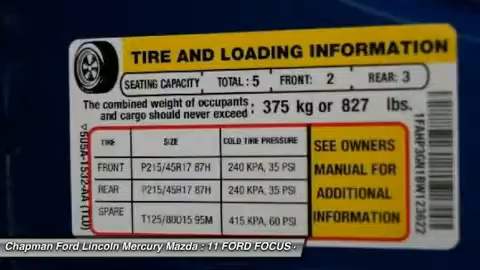 TIRE AND LOADING INFORMATION
SEATING CAPACITY TOTAL : 5 FRONT: 2 REAR: 3
The combined weight of occupants
and cargo should never exceed : 375 kg or 827 lbs.
TIRE SIZE COLD TIRE PRESSURE
FRONT P215/45R17 87H 240 KPA, 35 PSI
REAR P215/45R17 87H 240 KPA, 35 PSI
SPARE T125/80D15 95M 415 KPA, 60 PSI
SEE OWNERS
MANUAL FOR
ADDITIONAL
INFORMATION
Chapman Ford Lincoln Mercury Mazda : 11 FORD FOCUS -